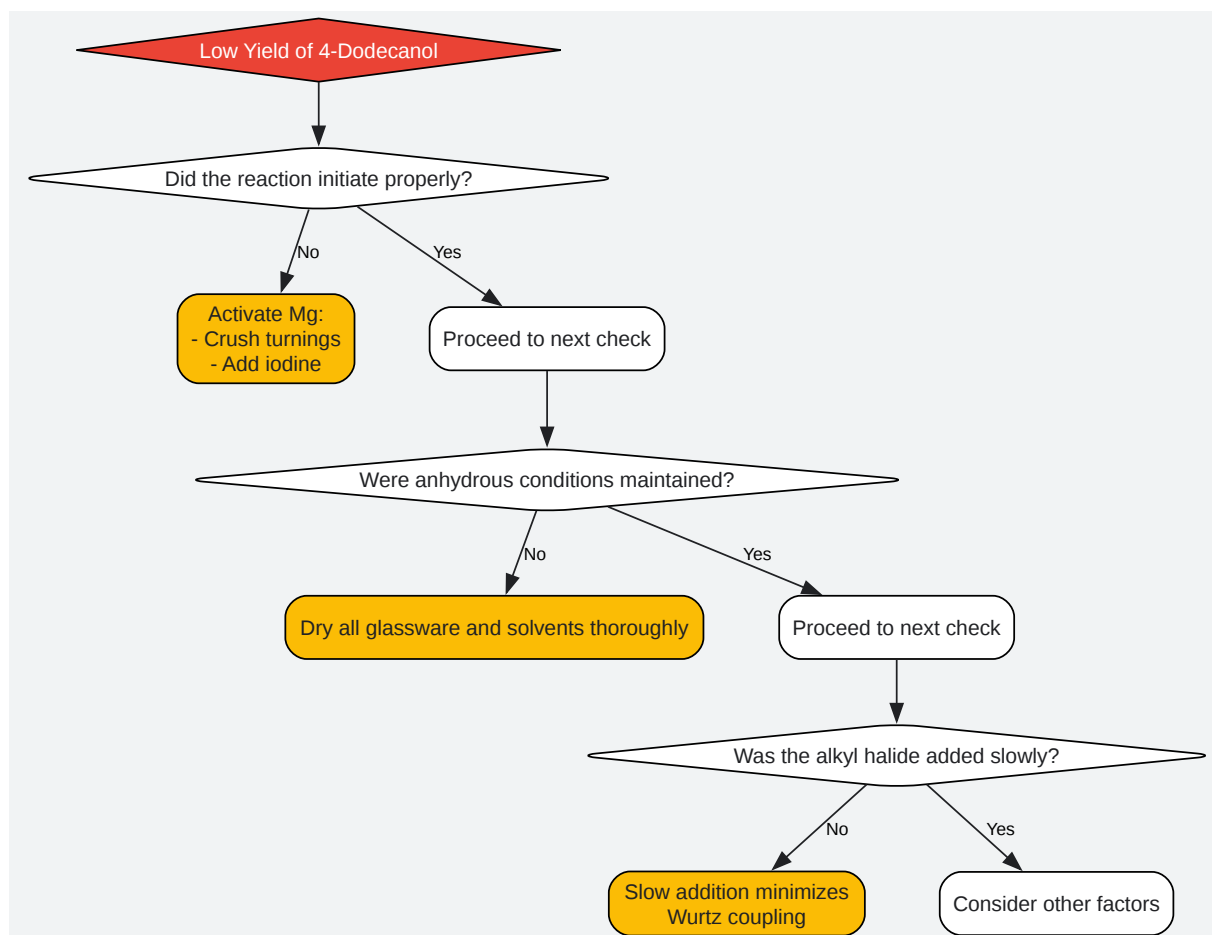 Low Yield of 4-Dodecanol
Did the reaction initiate properly?
No
Yes
Activate Mg:
- Crush turnings
- Add iodine
Proceed to next check
Were anhydrous conditions maintained?
No
Yes
Dry all glassware and solvents thoroughly
Proceed to next check
Was the alkyl halide added slowly?
No
Yes
Slow addition minimizes
Wurtz coupling
Consider other factors